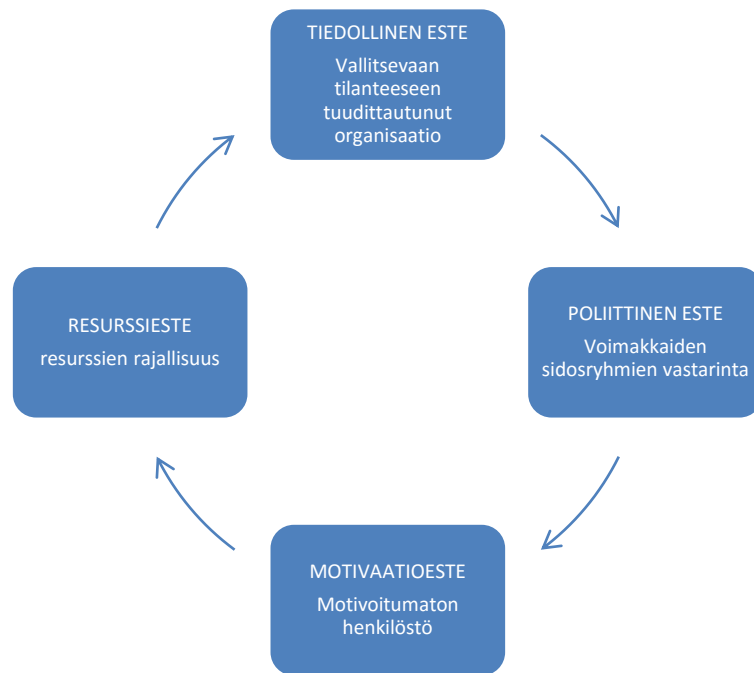 TIEDOLLINEN ESTE
Vallitsevaan
tilanteeseen
tuudittautunut
organisaatio
POLIITTINEN ESTE
Voimakkaiden
sidosryhmien vastarinta
MOTIVAATIOESTE
Motivoitumaton
henkilöstö
RESURSSIESTE
resurssien rajallisuus